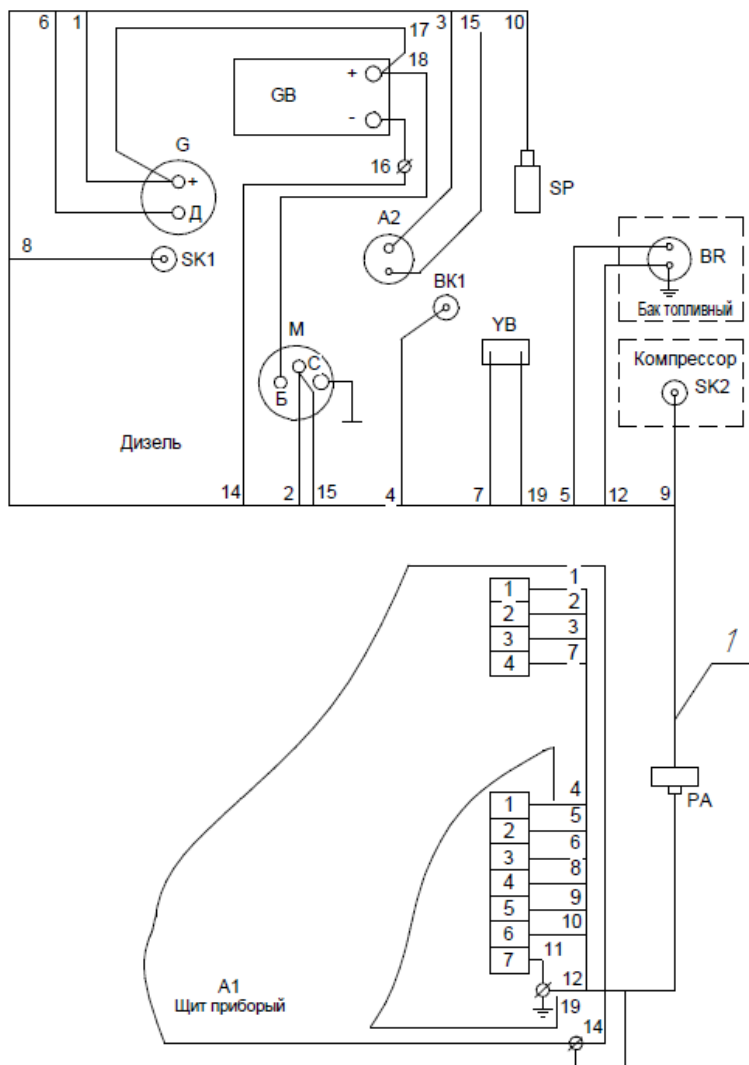 6 1 17 3 15 10
18
+
GB
-
G
16
SP
+
A2
Д
8
SK1
BR
ВК1
Бак топливный
YB
М
Компрессор
С
SK2
Б
Дизель
14 2 15 4 7 19 5 12 9
1
1
2
2
3
3
4
7
1
4
PA
1
5
2
6
3
8
4
9
5
10
6
11
7
12
A1
Щит приборый
19
14